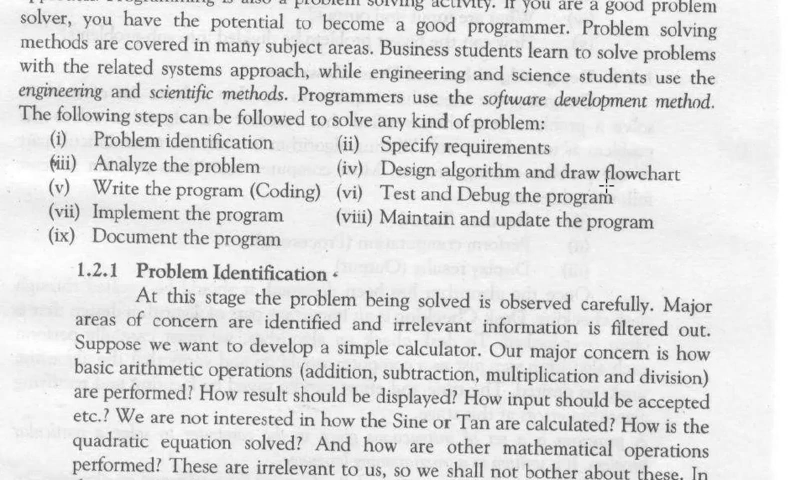 solving activity. If you are a good problem
solver, you have the potential to become a good programmer. Problem solving
methods are covered in many subject areas. Business students learn to solve problems
with the related systems approach, while engineering and science students use the
engineering and scientific methods. Programmers use the software development method.
The following steps can be followed to solve any kind of problem:
(i) Problem identification (ii) Specify requirements
(iii) Analyze the problem (iv) Design algorithm and draw flowchart
(v) Write the program (Coding) (vi) Test and Debug the program
(vii) Implement the program (viii) Maintain and update the program
(ix) Document the program
1.2.1 Problem Identification
At this stage the problem being solved is observed carefully. Major
areas of concern are identified and irrelevant information is filtered out.
Suppose we want to develop a simple calculator. Our major concern is how
basic arithmetic operations (addition, subtraction, multiplication and division)
are performed? How result should be displayed? How input should be accepted
etc.? We are not interested in how the Sine or Tan are calculated? How is the
quadratic equation solved? And how are other mathematical operations
performed? These are irrelevant to us, so we shall not bother about these. In